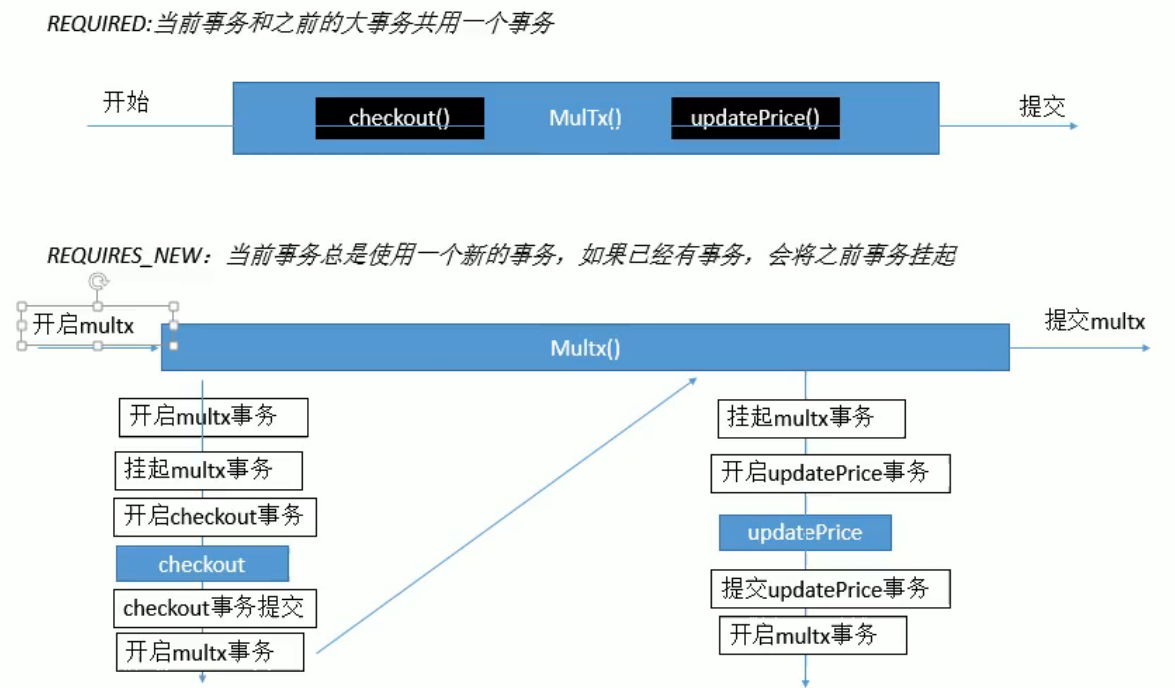 REQUIRED:当前事务和之前的大事务共用一个事务
开始
checkout()
MulTx()
updatePrice()
提交
REQUIRES_NEW：当前事务总是使用一个新的事务，如果已经有事务，会将之前事务挂起
开启multx
Multx()
提交multx
开启multx事务
挂起multx事务
开启checkout事务
checkout
checkout事务提交
开启multx事务
挂起multx事务
开启updatePrice事务
updatePrice
提交updatePrice事务
开启multx事务